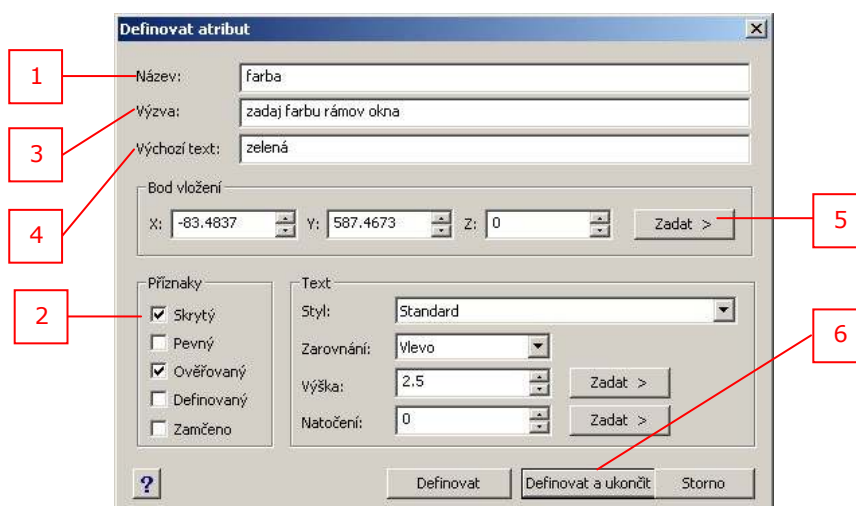 Definovat atribut
1
Název: farba
Výzva: zadaj farbu rámov okna
3
Výchozí text: zelená
4
Bod vložení
X: -83.4837 Y: 587.4673 Z: 0 Zadat >
5
Příznaky
Text
2
Skrytý
Pevný
Ověřovaný
Definovaný
Zamčeno
Styl: Standard
Zarovnání: Vlevo
Výška: 2.5 Zadat >
Natočení: 0 Zadat >
6
? Definovat Definovat a ukončit Storno